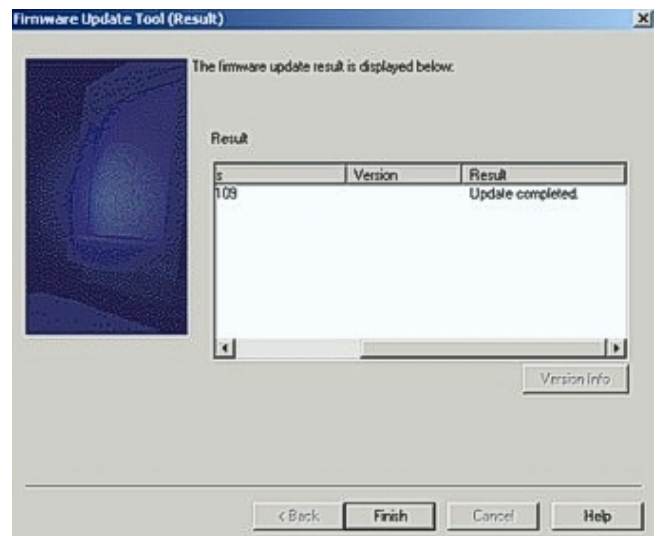 Firmware Update Tool (Result)
The firmware update result is displayed below:
Result
s Version Result
109 Update completed.
Version Info
< Back Finish Cancel Help